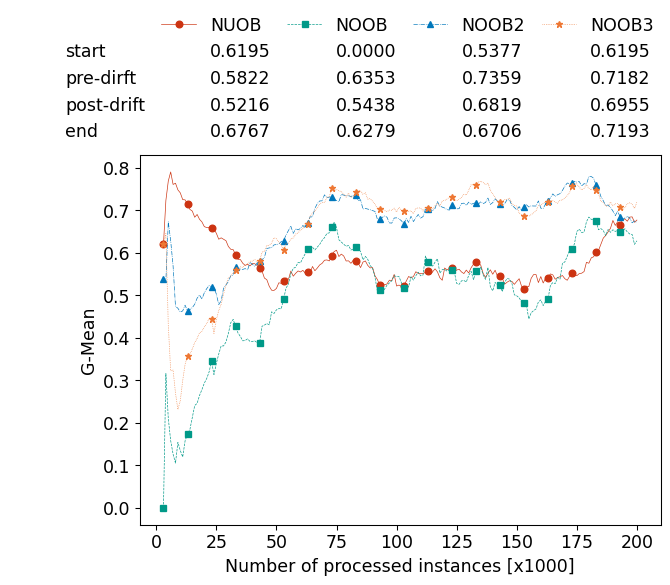 NUOB NOOB NOOB2 NOOB3
start 0.6195 0.0000 0.5377 0.6195
pre-dirft 0.5822 0.6353 0.7359 0.7182
post-drift 0.5216 0.5438 0.6819 0.6955
end 0.6767 0.6279 0.6706 0.7193
0.8
0.7
0.6
0.5
0.4
0.3
0.2
0.1
0.0
G-Mean
0 25 50 75 100 125 150 175 200
Number of processed instances [x1000]